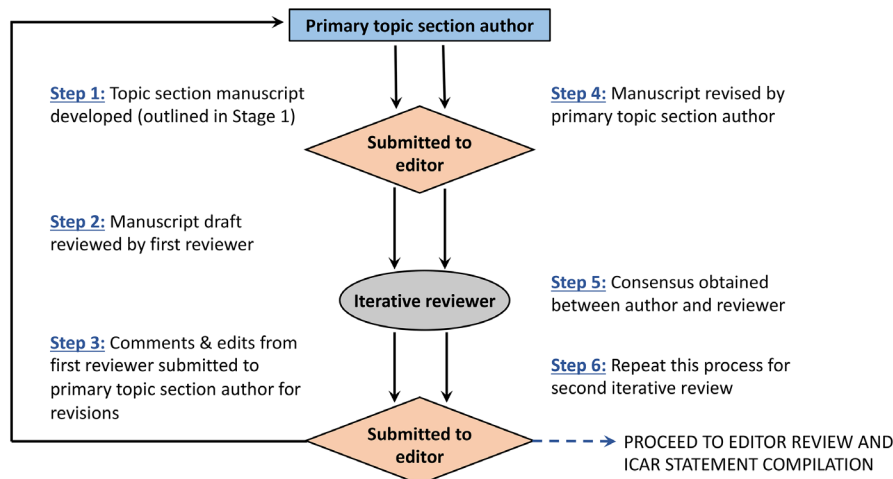 Primary topic section author
Step 1: Topic section manuscript
developed (outlined in Stage 1)
Step 4: Manuscript revised by
primary topic section author
Submitted to
editor
Step 2: Manuscript draft
reviewed by first reviewer
Iterative reviewer
Step 5: Consensus obtained
between author and reviewer
Step 3: Comments & edits from
first reviewer submitted to
primary topic section author for
revisions
Step 6: Repeat this process for
second iterative review
Submitted to
editor
PROCEED TO EDITOR REVIEW AND
ICAR STATEMENT COMPILATION